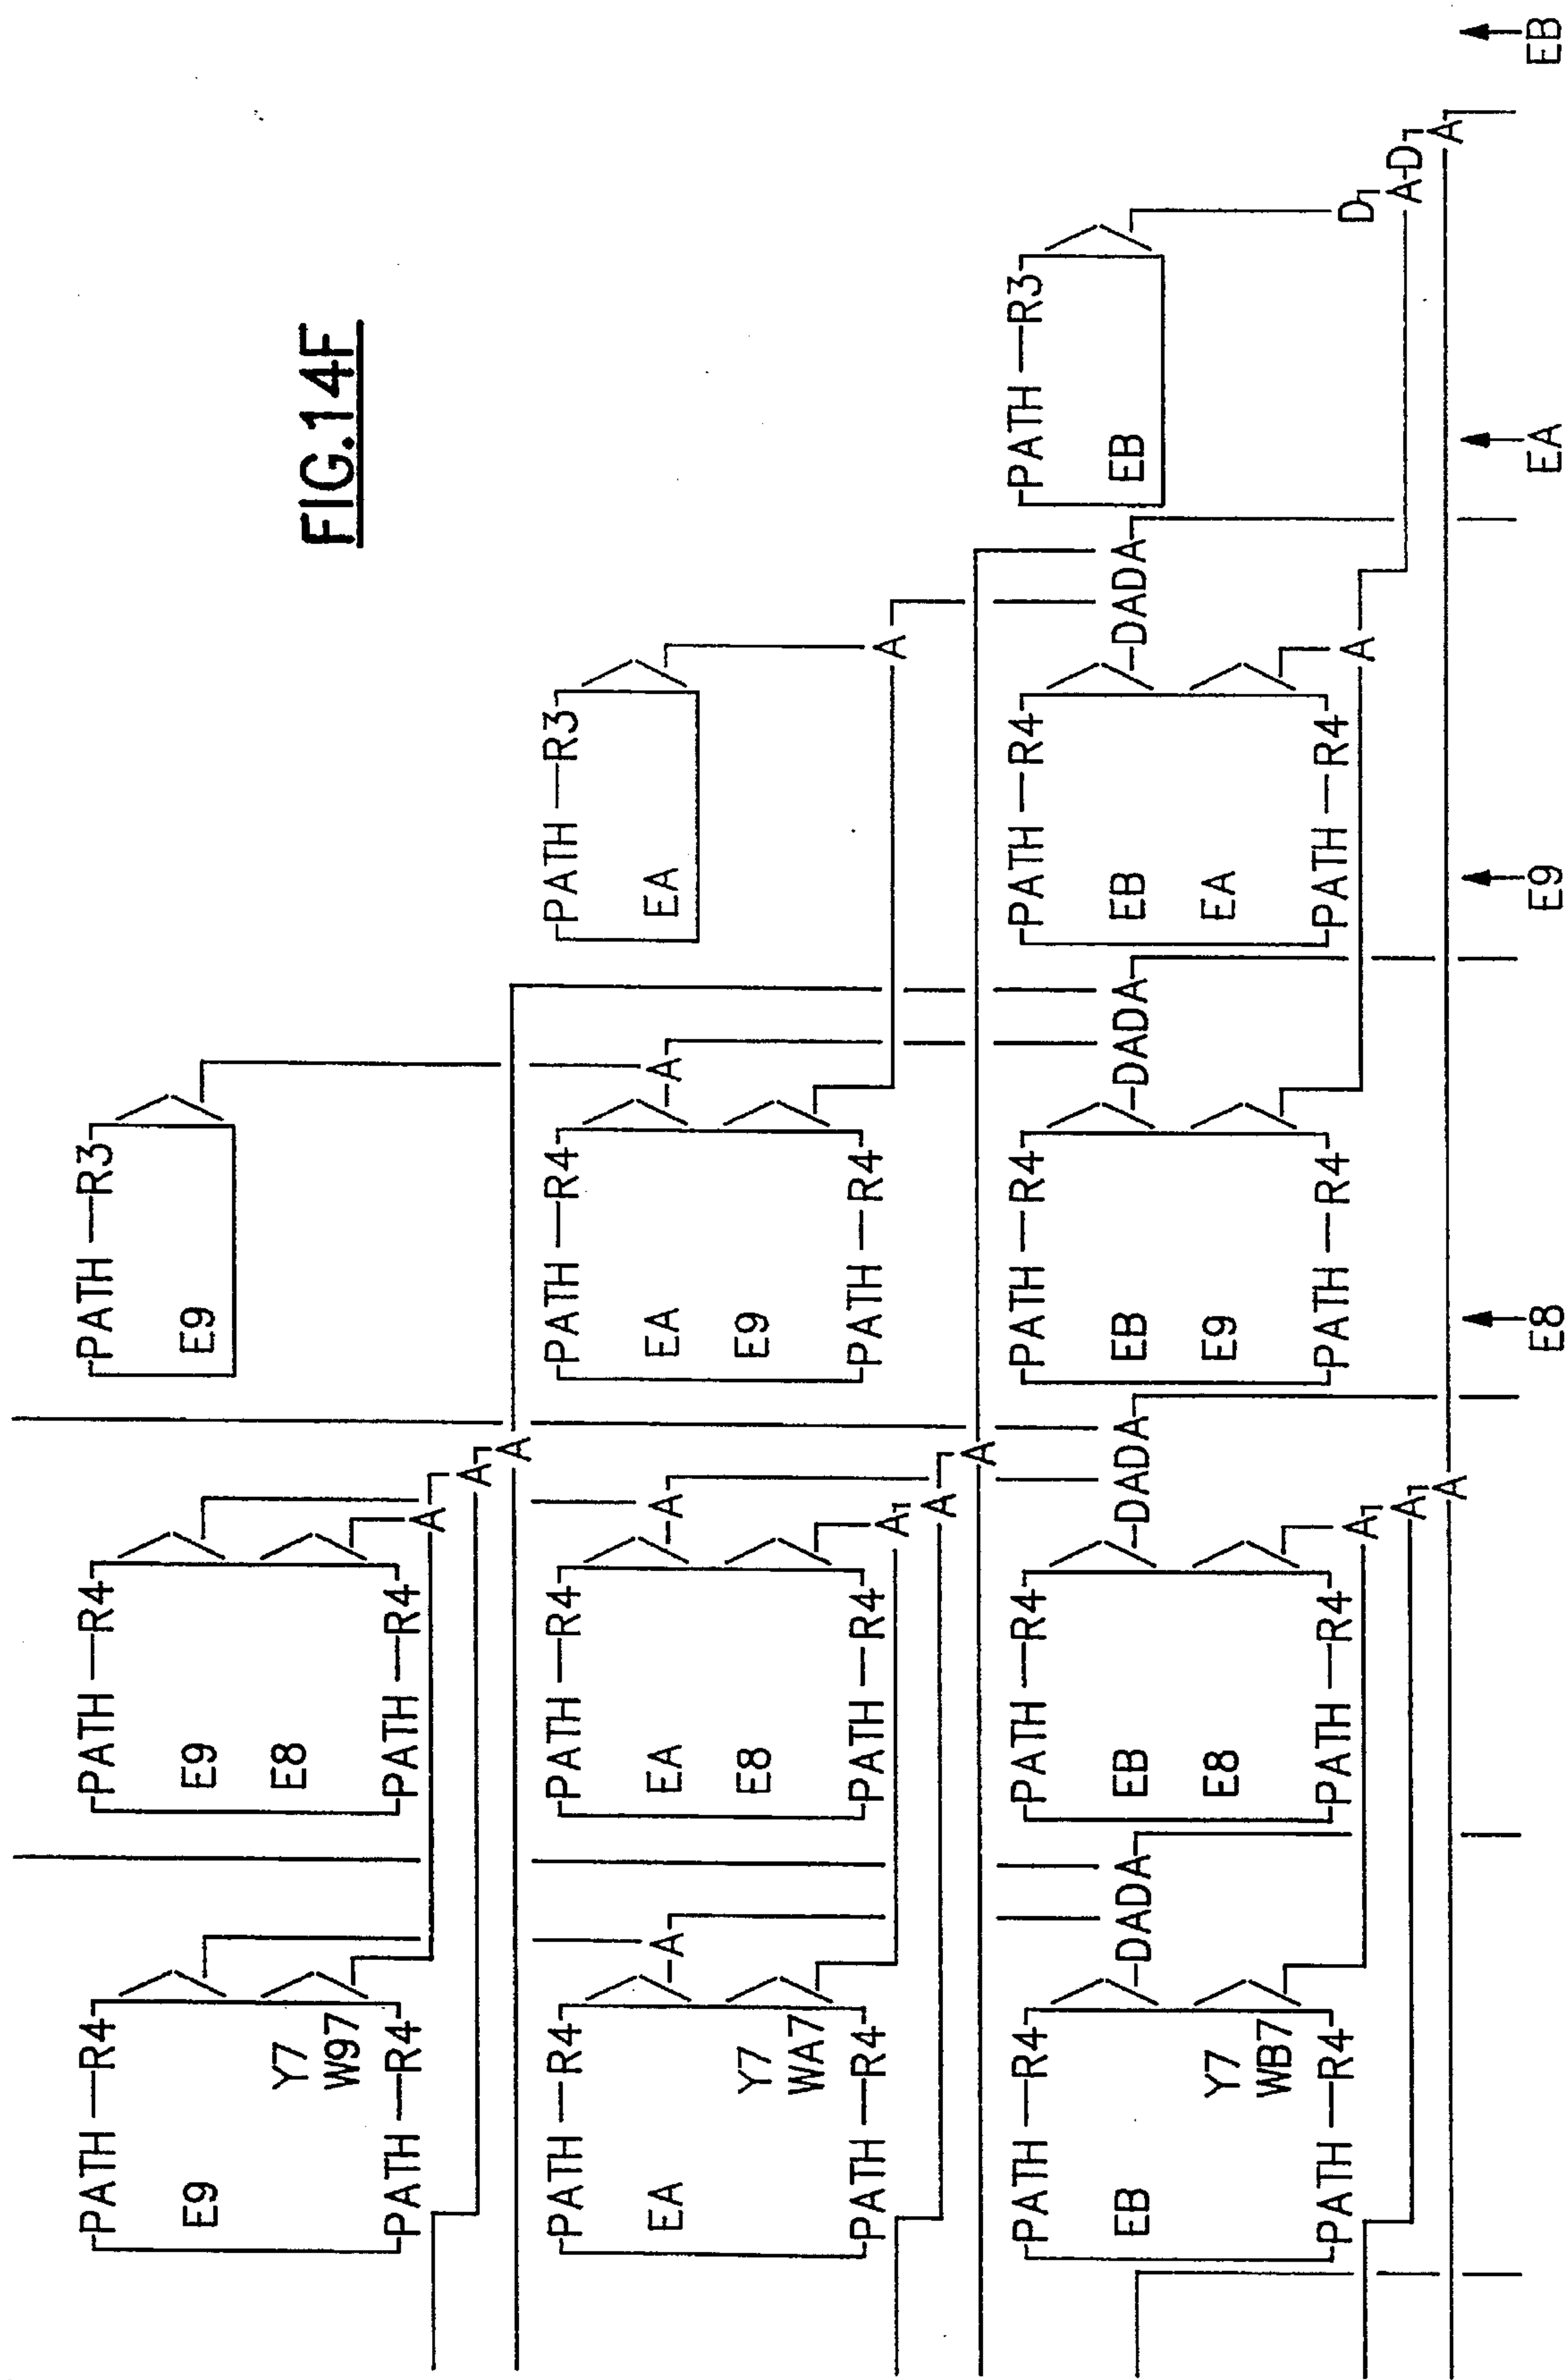 PATH —R4 PATH —R4 PATH —R3
E9 E9 E9
Y7 E8
W97
FIG.14F
PATH —R4 PATH —R4
A
A
A
PATH —R4 PATH —R4 PATH —R4 PATH —R3
EA A EA A EA A EA
Y7 E8 E9
WA7
PATH —R4 PATH —R4 PATH —R4
A A
A
A
PATH —R4 PATH —R4 PATH —R4 PATH —R4 PATH —R3
EB DADA EB DADA EB DADA EB DADA EB
Y7 E8 E9 EA
WB7
PATH —R4 PATH —R4 PATH —R4 PATH —R4
A A D
A A D
A A
E8 E9 EA EB